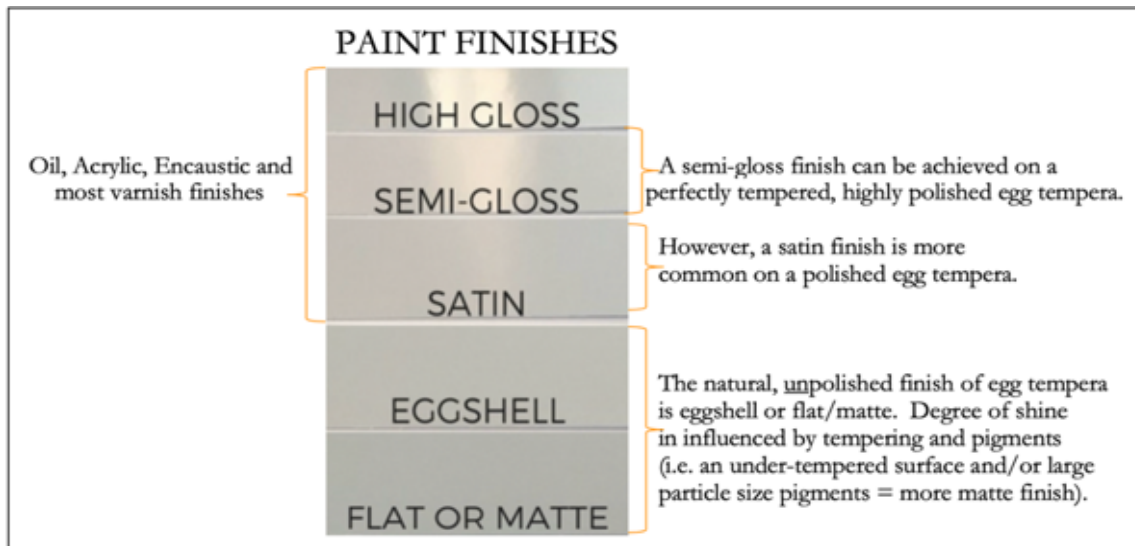 PAINT FINISHES
HIGH GLOSS
SEMI-GLOSS
SATIN
EGGSHELL
FLAT OR MATTE
Oil, Acrylic, Encaustic and
most varnish finishes
A semi-gloss finish can be achieved on a
perfectly tempered, highly polished egg tempera.
However, a satin finish is more
common on a polished egg tempera.
The natural, unpolished finish of egg tempera
is eggshell or flat/matte. Degree of shine
in influenced by tempering and pigments
(i.e. an under-tempered surface and/or large
particle size pigments = more matte finish).